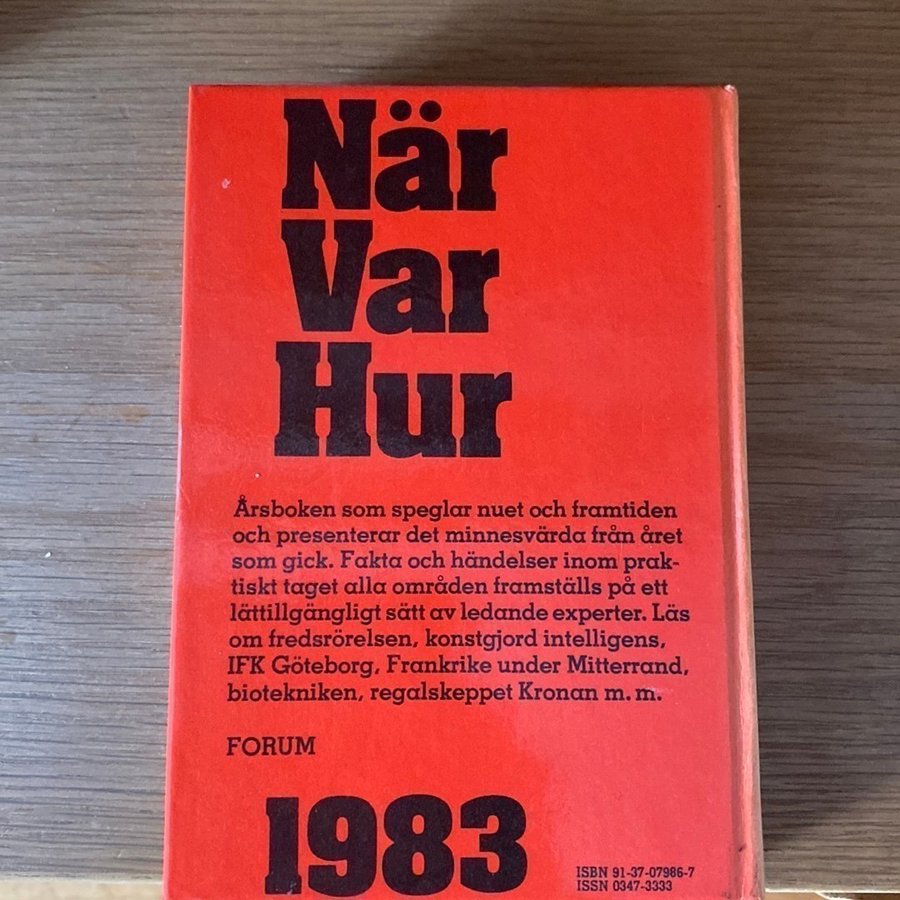 När
Var
Hur
Årsboken som speglar nuet och framtiden
och presenterar det minnesvärda från året
som gick. Fakta och händelser inom prak-
tiskt taget alla områden framställs på ett
lättillgängligt sätt av ledande experter. Läs
om fredsrörelsen, konstgjord intelligens,
IFK Göteborg, Frankrike under Mitterrand,
biotekniken, regalskeppet Kronan m. m.
FORUM
1983
ISBN 91-37-07986-7
ISSN 0347-3333